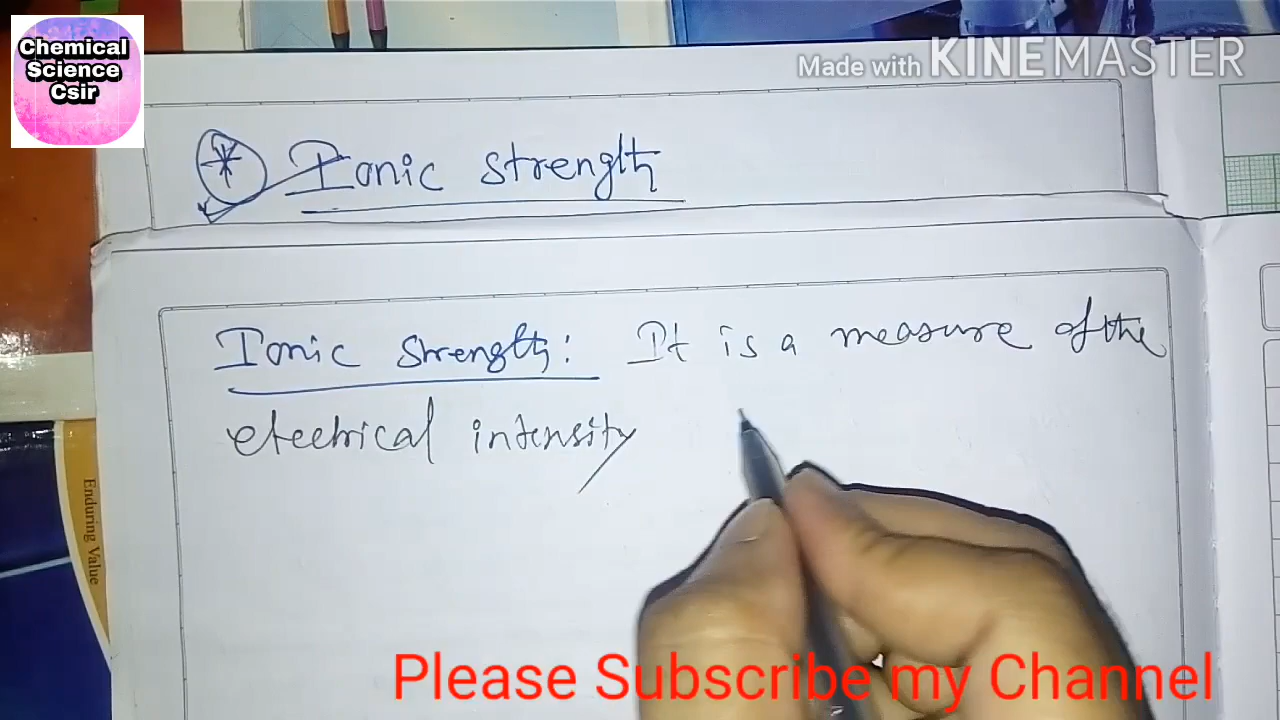 Chemical
Science
Csir
Made with KINEMASTER
Ionic strength
Ionic strength: It is a measure of the
electrical intensity
Enduring Value
Please Subscribe my Channel